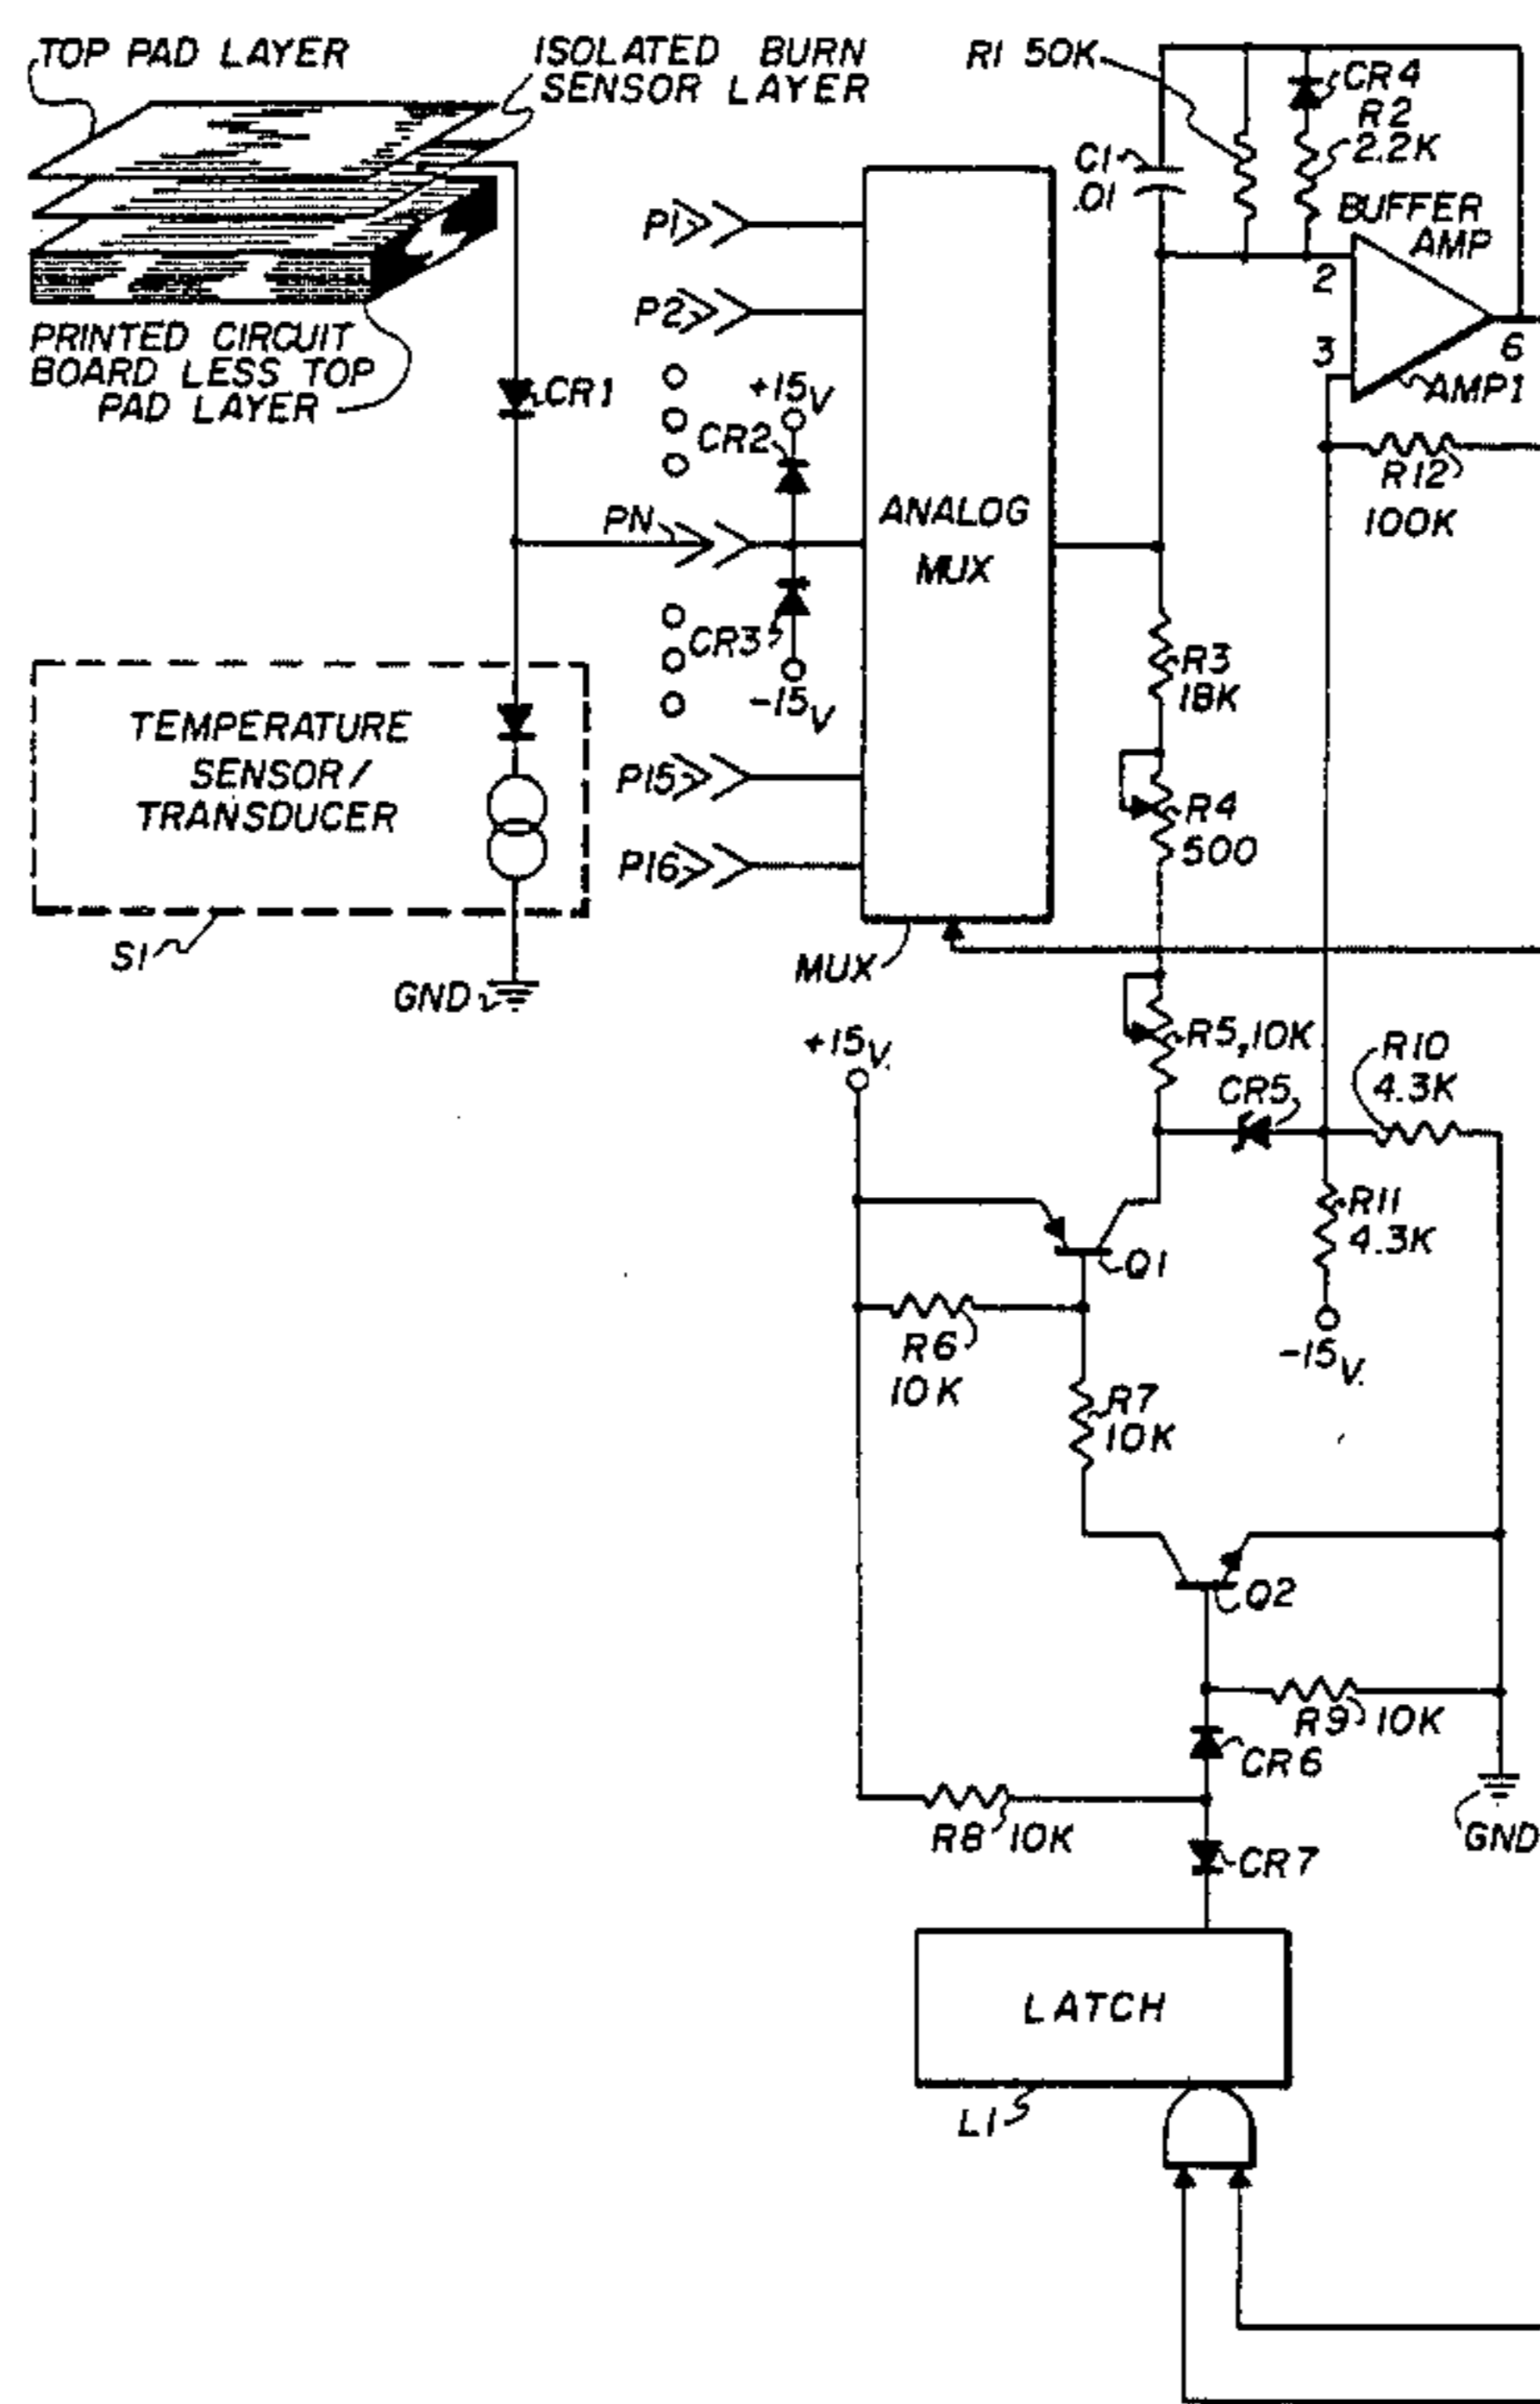 TOP PAD LAYER
ISOLATED BURN
SENSOR LAYER
PRINTED CIRCUIT
BOARD LESS TOP
PAD LAYER
CR1
TEMPERATURE
SENSOR/
TRANSDUCER
S1
GND
P1
P2
+15V
CR2
PN
CR3
-15V
P15
P16
ANALOG
MUX
MUX
R1 50K
CR4
R2
2.2K
C1
.01
BUFFER
AMP
2
3
6
AMP1
R12
100K
R3
18K
R4
500
R5,10K
+15V.
CR5
R10
4.3K
R11
4.3K
-15V.
Q1
R6
10K
R7
10K
Q2
R9 10K
CR6
R8 10K
GND
CR7
LATCH
L1